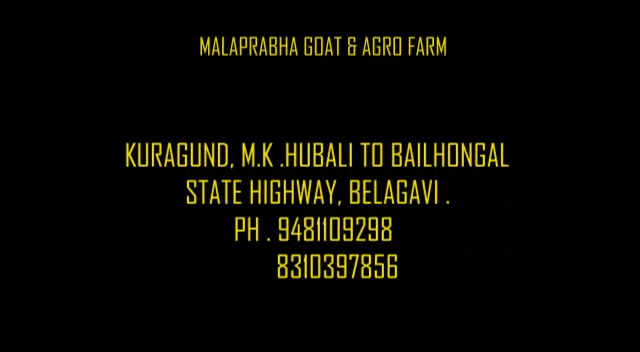 MALAPRABHA GOAT & AGRO FARM
KURAGUND, M.K .HUBALI TO BAILHONGAL
STATE HIGHWAY, BELAGAVI .
PH . 9481109298
8310397856